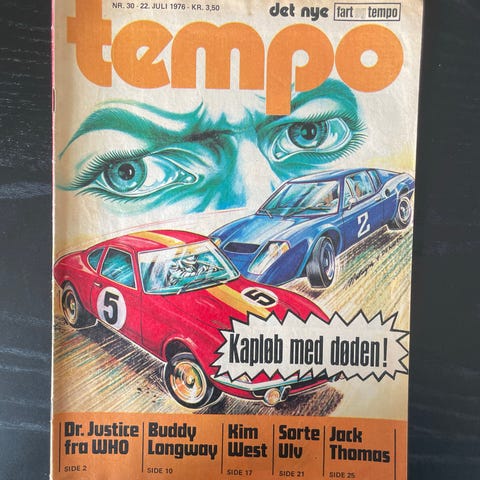 NR. 30 - 22. JULI 1976 - KR. 3,50
det nye fart og tempo
tempo
2
5
5
Kapløb med døden!
Dr. Justice
fra WHO
SIDE 2
Buddy
Longway
SIDE 10
Kim
West
SIDE 17
Sorte
Ulv
SIDE 21
Jack
Thomas
SIDE 25